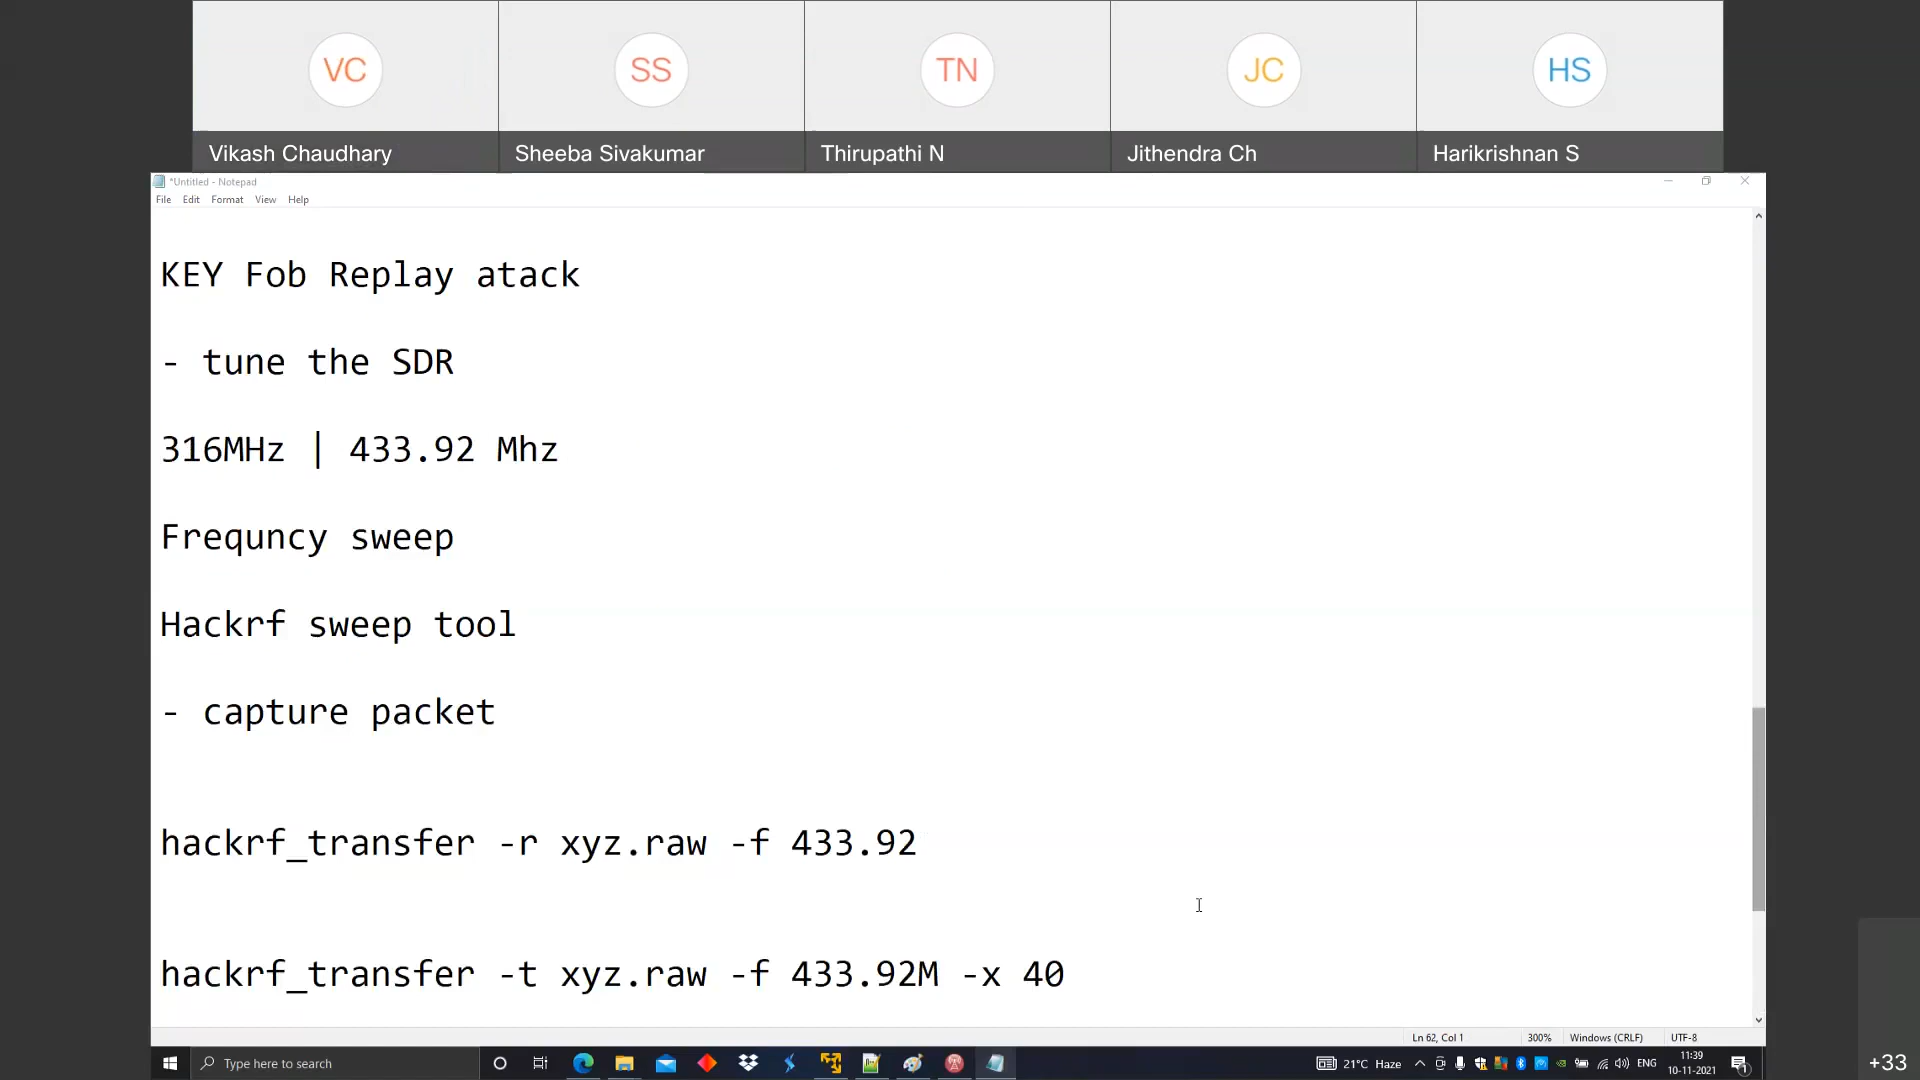 VC
SS
TN
JC
HS
Vikash Chaudhary
Sheeba Sivakumar
Thirupathi N
Jithendra Ch
Harikrishnan S
*Untitled - Notepad
File Edit Format View Help
KEY Fob Replay atack
- tune the SDR
316MHz | 433.92 Mhz
Frequncy sweep
Hackrf sweep tool
- capture packet
hackrf_transfer -r xyz.raw -f 433.92
hackrf_transfer -t xyz.raw -f 433.92M -x 40
Ln 62, Col 1 300% Windows (CRLF) UTF-8
Type here to search
21°C Haze
ENG
11:39
10-11-2021
1
+33